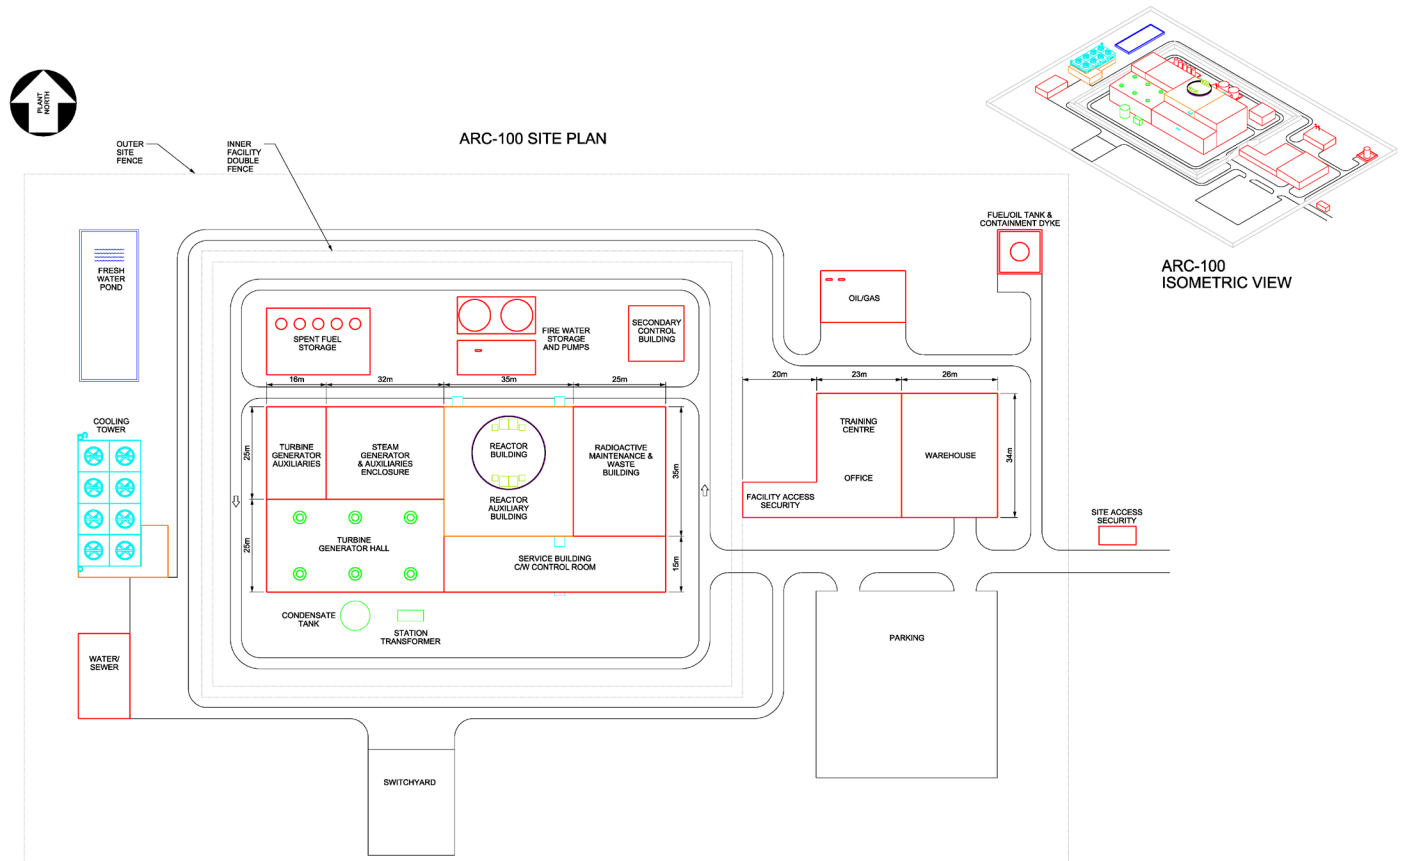 PLANT
NORTH
ARC-100 SITE PLAN
OUTER
SITE
FENCE
INNER
FACILITY
DOUBLE
FENCE
ARC-100
ISOMETRIC VIEW
FUEL/OIL TANK &
CONTAINMENT DYKE
FRESH
WATER
POND
OIL/GAS
SPENT FUEL
STORAGE
FIRE WATER
STORAGE
AND PUMPS
SECONDARY
CONTROL
BUILDING
16m
32m
35m
25m
20m
23m
26m
COOLING
TOWER
25m
TURBINE
GENERATOR
AUXILIARIES
STEAM
GENERATOR
& AUXILIARIES
ENCLOSURE
REACTOR
BUILDING
RADIOACTIVE
MAINTENANCE &
WASTE
BUILDING
35m
TRAINING
CENTRE
OFFICE
WAREHOUSE
34m
FACILITY ACCESS
SECURITY
REACTOR
AUXILIARY
BUILDING
SITE ACCESS
SECURITY
25m
TURBINE
GENERATOR HALL
SERVICE BUILDING
C/W CONTROL ROOM
15m
CONDENSATE
TANK
STATION
TRANSFORMER
PARKING
WATER/
SEWER
SWITCHYARD